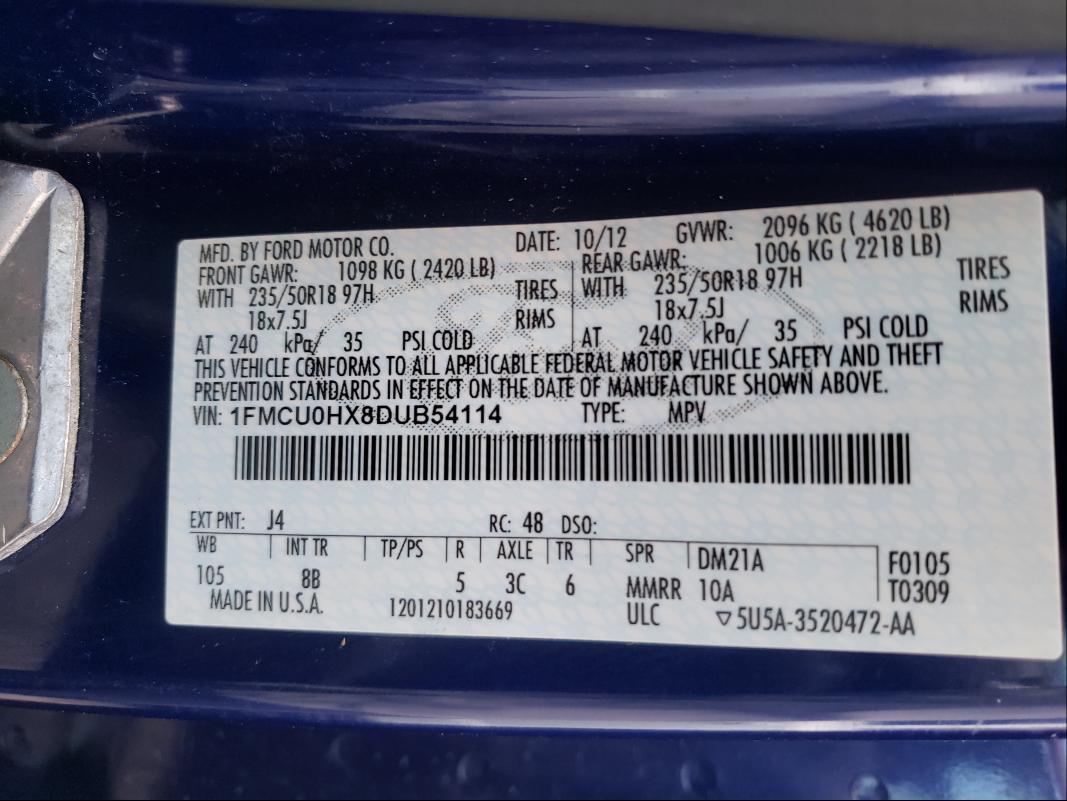 MFD. BY FORD MOTOR CO. DATE: 10/12 GVWR: 2096 KG ( 4620 LB)
FRONT GAWR: 1098 KG ( 2420 LB) REAR GAWR: 1006 KG ( 2218 LB)
WITH 235/50R18 97H TIRES WITH 235/50R18 97H TIRES
18x7.5J RIMS 18x7.5J RIMS
AT 240 kPa/ 35 PSI COLD AT 240 kPa/ 35 PSI COLD
THIS VEHICLE CONFORMS TO ALL APPLICABLE FEDERAL MOTOR VEHICLE SAFETY AND THEFT
PREVENTION STANDARDS IN EFFECT ON THE DATE OF MANUFACTURE SHOWN ABOVE.
VIN: 1FMCU0HX8DUB54114 TYPE: MPV
EXT PNT: J4 RC: 48 DSO:
WB INT TR TP/PS R AXLE TR SPR DM21A F0105
105 8B 5 3C 6 MMRR 10A T0309
MADE IN U.S.A. 1201210183669 ULC ▽5U5A-3520472-AA